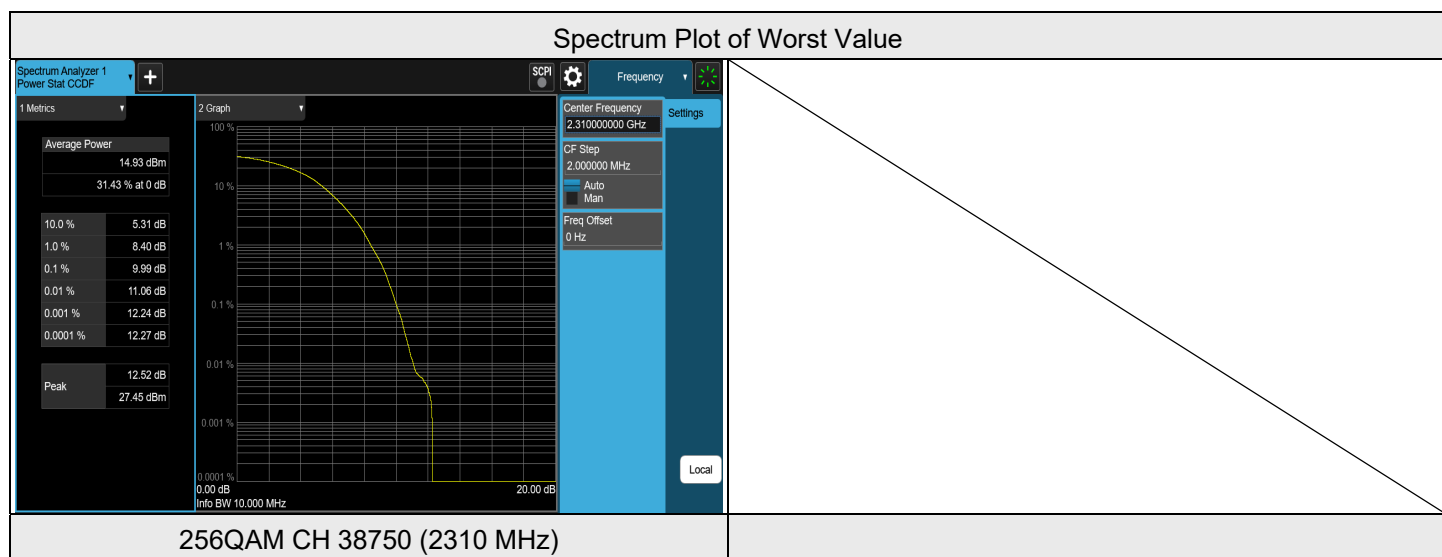 Spectrum Plot of Worst Value
Spectrum Analyzer 1
Power Stat CCDF
+
SCPI
Frequency
1 Metrics
2 Graph
Center Frequency
2.310000000 GHz
Settings
CF Step
2.000000 MHz
Auto
Man
Freq Offset
0 Hz
Average Power
14.93 dBm
31.43 % at 0 dB
10.0 % 5.31 dB
1.0 % 8.40 dB
0.1 % 9.99 dB
0.01 % 11.06 dB
0.001 % 12.24 dB
0.0001 % 12.27 dB
Peak
12.52 dB
27.45 dBm
100 %
10 %
1 %
0.1 %
0.01 %
0.001 %
0.0001 %
0.00 dB 20.00 dB
Info BW 10.000 MHz
Local
256QAM CH 38750 (2310 MHz)